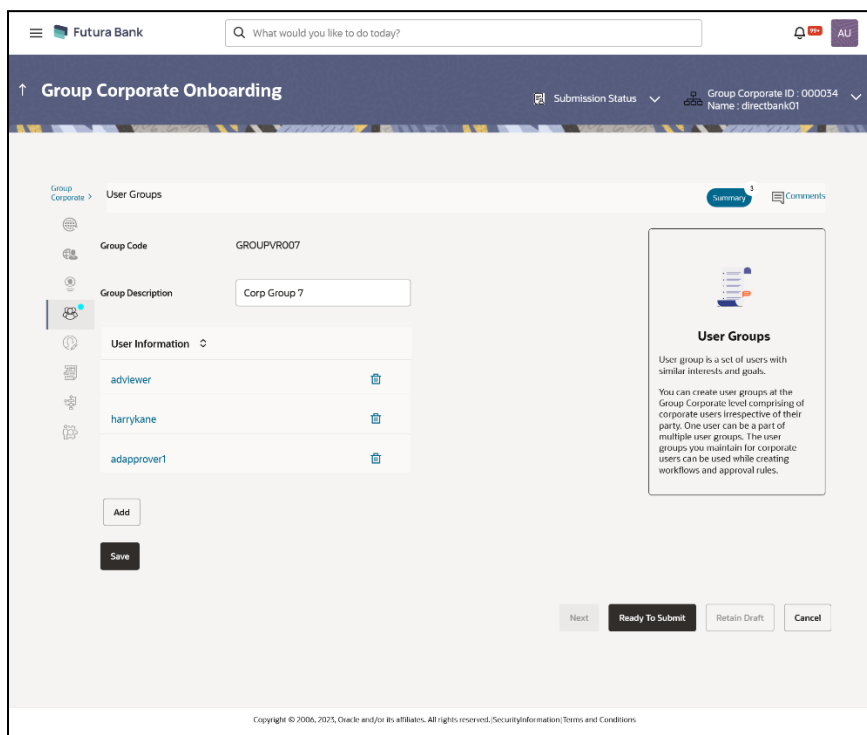 Futura Bank
What would you like to do today?
99+
AU
Group Corporate Onboarding
Submission Status
Group Corporate ID : 000034
Name : directbank01
Group
Corporate >
User Groups
Summary
3
Comments
Group Code
GROUPVR007
Group Description
Corp Group 7
User Information
adviewer
harrykane
adapprover1
Add
Save
User Groups
User group is a set of users with
similar interests and goals.
You can create user groups at the
Group Corporate level comprising of
corporate users irrespective of their
party. One user can be a part of
multiple user groups. The user
groups you maintain for corporate
users can be used while creating
workflows and approval rules.
Next
Ready To Submit
Retain Draft
Cancel
Copyright © 2006, 2023, Oracle and/or its affiliates. All rights reserved.|SecurityInformation|Terms and Conditions